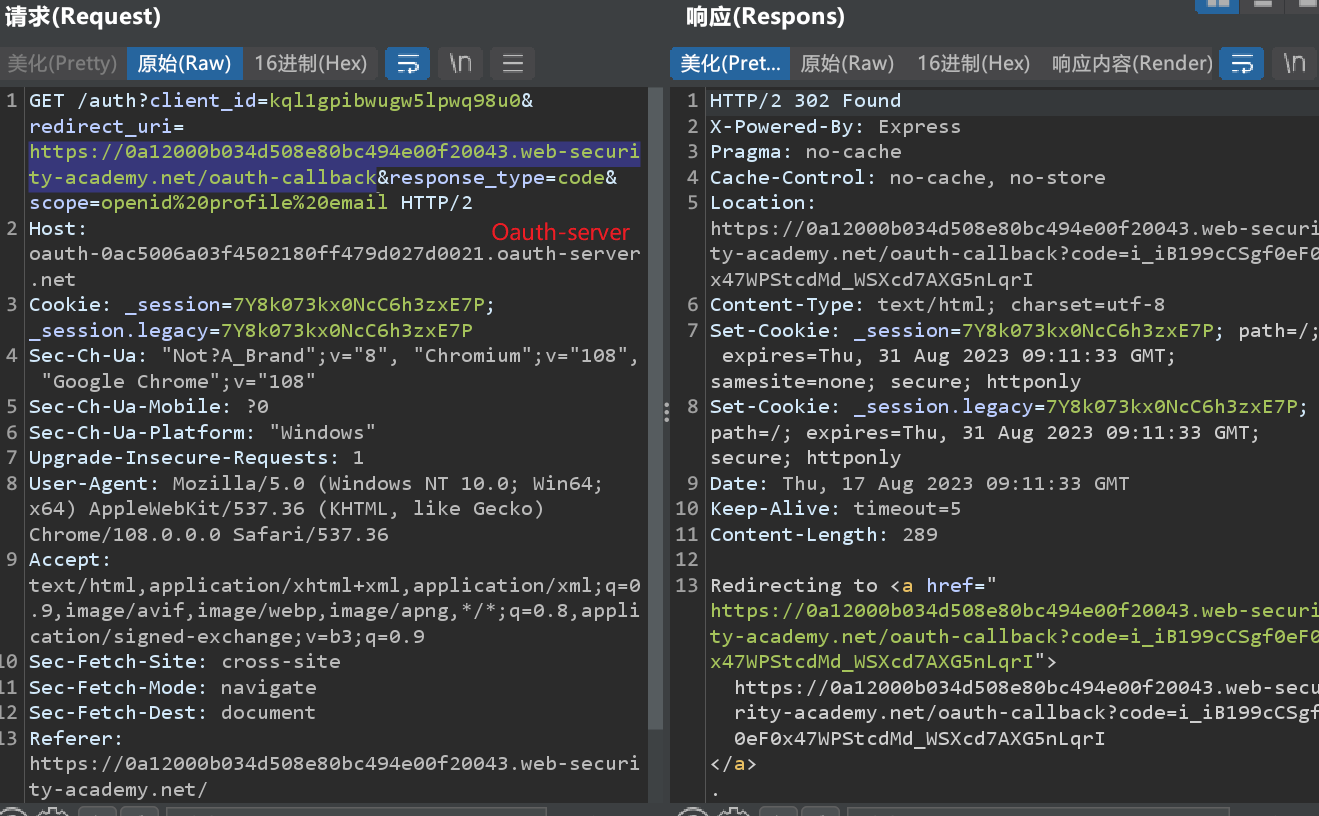 请求(Request)
美化(Pretty) 原始(Raw) 16进制(Hex) \n
1 GET /auth?client_id=kql1gpibwugw5lpwq98u0&
redirect_uri=
https://0a12000b034d508e80bc494e00f20043.web-securi
ty-academy.net/oauth-callback&response_type=code&
scope=openid%20profile%20email HTTP/2
2 Host:
Oauth-server
oauth-0ac5006a03f4502180ff479d027d0021.oauth-server
.net
3 Cookie: _session=7Y8k073kx0NcC6h3zxE7P;
_session.legacy=7Y8k073kx0NcC6h3zxE7P
4 Sec-Ch-Ua: "Not?A_Brand";v="8", "Chromium";v="108",
"Google Chrome";v="108"
5 Sec-Ch-Ua-Mobile: ?0
6 Sec-Ch-Ua-Platform: "Windows"
7 Upgrade-Insecure-Requests: 1
8 User-Agent: Mozilla/5.0 (Windows NT 10.0; Win64;
x64) AppleWebKit/537.36 (KHTML, like Gecko)
Chrome/108.0.0.0 Safari/537.36
9 Accept:
text/html,application/xhtml+xml,application/xml;q=0
.9,image/avif,image/webp,image/apng,*/*;q=0.8,appli
cation/signed-exchange;v=b3;q=0.9
10 Sec-Fetch-Site: cross-site
11 Sec-Fetch-Mode: navigate
12 Sec-Fetch-Dest: document
13 Referer:
https://0a12000b034d508e80bc494e00f20043.web-securi
ty-academy.net/
响应(Respons)
美化(Pret... 原始(Raw) 16进制(Hex) 响应内容(Render) \n
1 HTTP/2 302 Found
2 X-Powered-By: Express
3 Pragma: no-cache
4 Cache-Control: no-cache, no-store
5 Location:
https://0a12000b034d508e80bc494e00f20043.web-securi
ty-academy.net/oauth-callback?code=i_iB199cCSgf0eF0
x47WPStcdMd_WSXcd7AXG5nLqrI
6 Content-Type: text/html; charset=utf-8
7 Set-Cookie: _session=7Y8k073kx0NcC6h3zxE7P; path=/;
expires=Thu, 31 Aug 2023 09:11:33 GMT;
samesite=none; secure; httponly
8 Set-Cookie: _session.legacy=7Y8k073kx0NcC6h3zxE7P;
path=/; expires=Thu, 31 Aug 2023 09:11:33 GMT;
secure; httponly
9 Date: Thu, 17 Aug 2023 09:11:33 GMT
10 Keep-Alive: timeout=5
11 Content-Length: 289
12
13 Redirecting to <a href="
https://0a12000b034d508e80bc494e00f20043.web-securi
ty-academy.net/oauth-callback?code=i_iB199cCSgf0eF0
x47WPStcdMd_WSXcd7AXG5nLqrI">
https://0a12000b034d508e80bc494e00f20043.web-secu
rity-academy.net/oauth-callback?code=i_iB199cCSgf
0eF0x47WPStcdMd_WSXcd7AXG5nLqrI
</a>
.